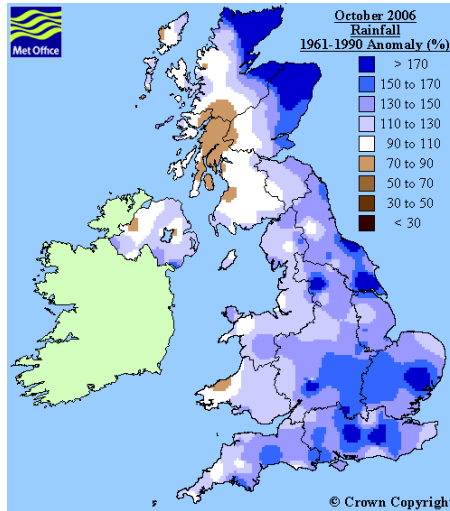 Met Office
October 2006
Rainfall
1961-1990 Anomaly (%)
> 170
150 to 170
130 to 150
110 to 130
90 to 110
70 to 90
50 to 70
30 to 50
< 30
© Crown Copyright